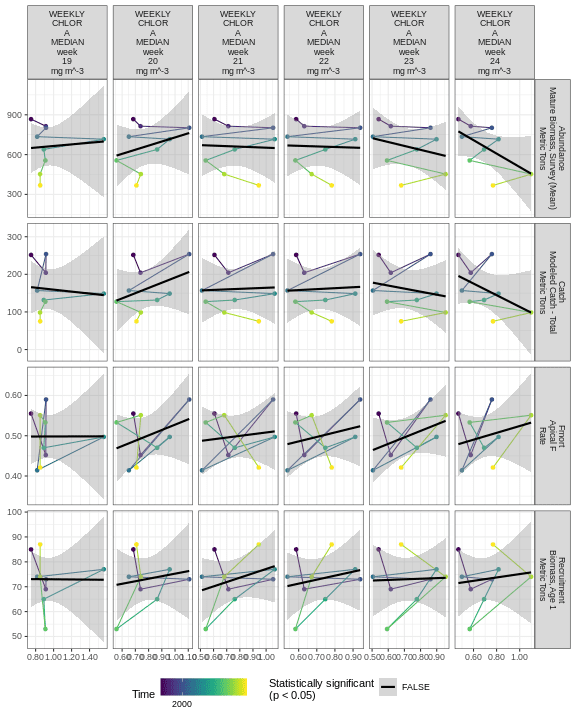 WEEKLY WEEKLY WEEKLY WEEKLY WEEKLY WEEKLY
CHLOR CHLOR CHLOR CHLOR CHLOR CHLOR
A A A A A A
MEDIAN MEDIAN MEDIAN MEDIAN MEDIAN MEDIAN
week week week week week week
19 20 21 22 23 24
mg m^-3 mg m^-3 mg m^-3 mg m^-3 mg m^-3 mg m^-3
900
600
300
Abundance
Mature Biomass, Survey (Mean)
Metric Tons
300
200
100
0
Catch
Modeled Catch - Total
Metric Tons
0.60
0.50
0.40
Fmort
Apical F
Rate
100
90
80
70
60
50
Recruitment
Biomass, Age 1
Metric Tons
0.80 1.00 1.20 1.40 0.60 0.70 0.80 0.90 1.00 1.10 0.50 0.60 0.70 0.80 0.90 1.00 0.60 0.70 0.80 0.90 0.50 0.60 0.70 0.80 0.90 0.60 0.80 1.00
Time
2000
Statistically significant
(p < 0.05)
FALSE